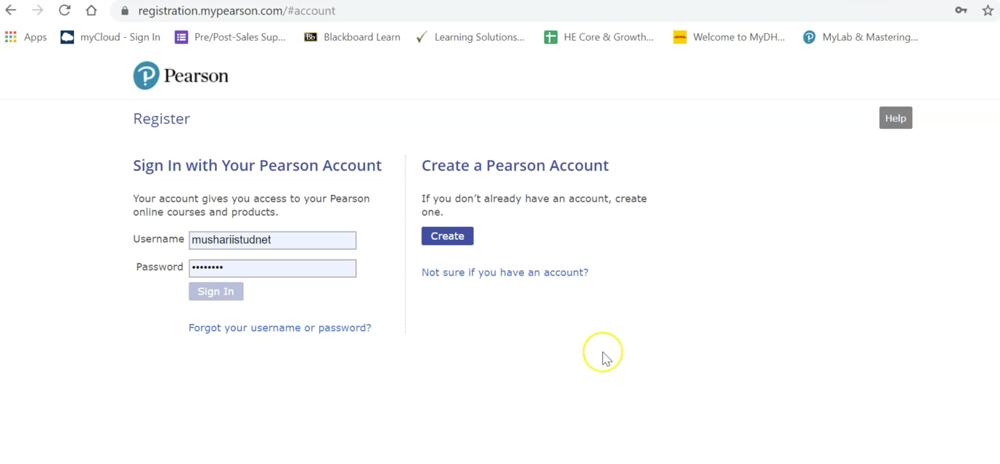 registration.mypearson.com/#account
Apps myCloud - Sign In Pre/Post-Sales Sup... Bb Blackboard Learn Learning Solutions... HE Core & Growth... Welcome to MyDH... MyLab & Mastering...
Pearson
Register
Help
Sign In with Your Pearson Account
Your account gives you access to your Pearson
online courses and products.
Username mushariistudnet
Password ••••••••
Sign In
Forgot your username or password?
Create a Pearson Account
If you don’t already have an account, create
one.
Create
Not sure if you have an account?